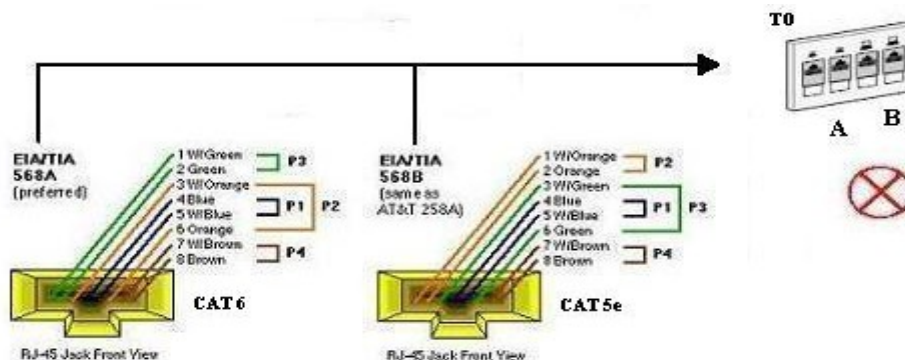 TO
A B
EIA/TIA
568A
(preferred)
1 W/Green
2 Green
3 W/Orange
4 Blue
5 W/Blue
6 Orange
7 W/Brown
8 Brown
P3
P1
P2
P4
CAT 6
RJ-45 Jack Front View
EIA/TIA
568B
(same as
AT&T 258A)
1 W/Orange
2 Orange
3 W/Green
4 Blue
5 W/Blue
6 Green
7 W/Brown
8 Brown
P2
P1
P3
P4
CAT 5e
RJ-45 Jack Front View